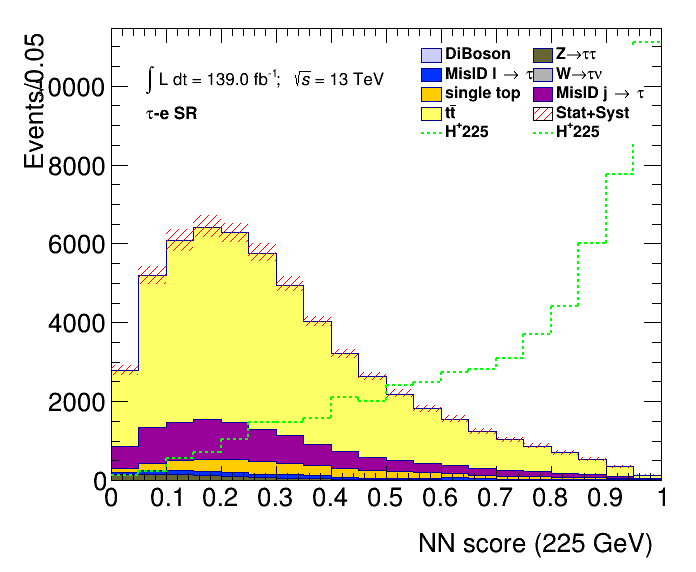 Events/0.05
∫ L dt = 139.0 fb⁻¹; √s = 13 TeV
τ-e SR
DiBoson
Z→ττ
MisID l → τ
W→τν
single top
MisID j → τ
tt̄
Stat+Syst
H⁺225
H⁺225
0000
8000
6000
4000
2000
0
0 0.1 0.2 0.3 0.4 0.5 0.6 0.7 0.8 0.9 1
NN score (225 GeV)